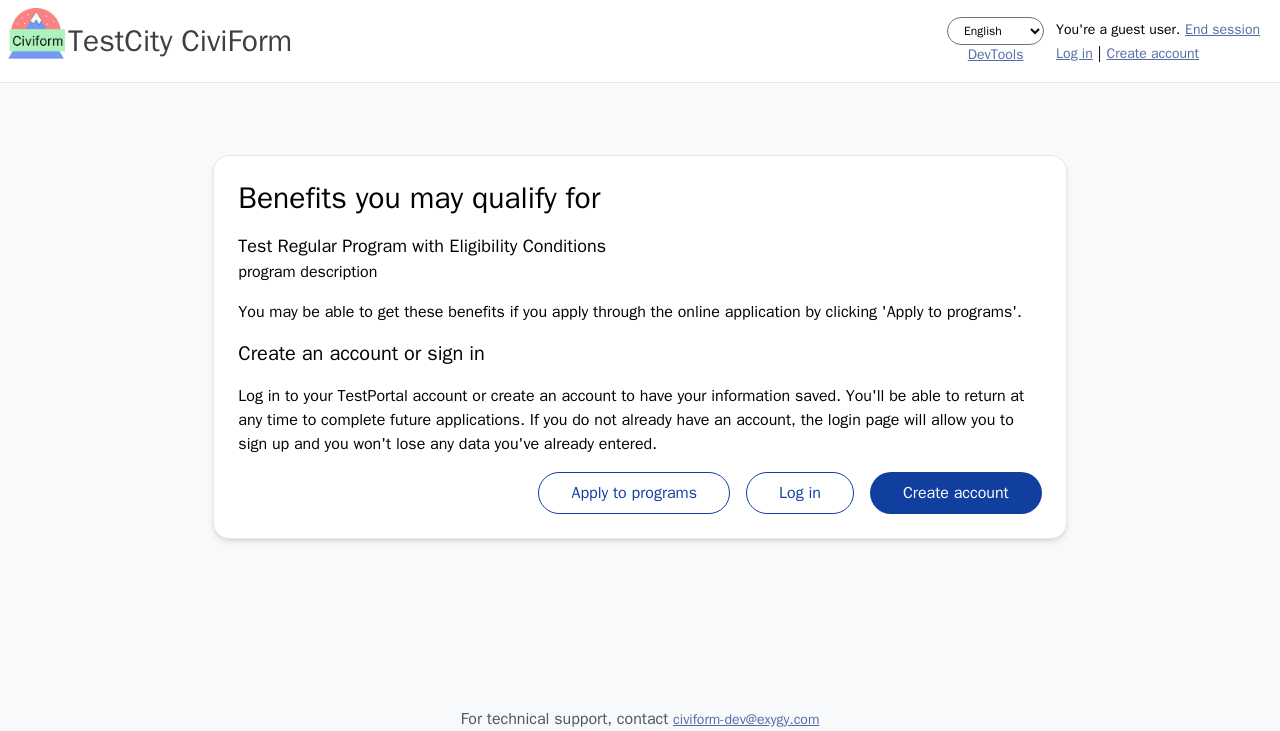 Civiform
TestCity CiviForm
English
DevTools
You're a guest user. End session
Log in | Create account
Benefits you may qualify for
Test Regular Program with Eligibility Conditions
program description
You may be able to get these benefits if you apply through the online application by clicking 'Apply to programs'.
Create an account or sign in
Log in to your TestPortal account or create an account to have your information saved. You'll be able to return at
any time to complete future applications. If you do not already have an account, the login page will allow you to
sign up and you won't lose any data you've already entered.
Apply to programs
Log in
Create account
For technical support, contact civiform-dev@exygy.com